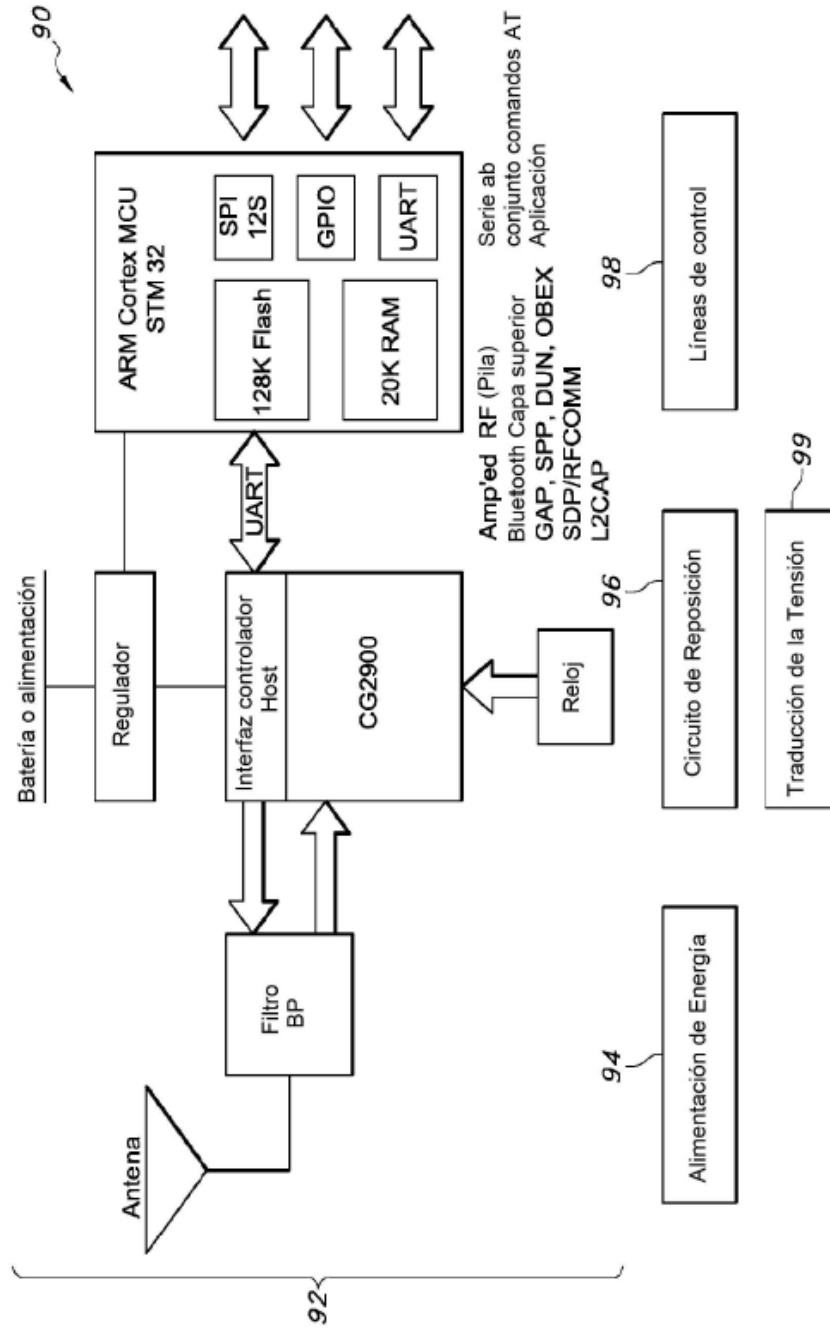 90
Batería o alimentación
Antena
Regulador
ARM Cortex MCU
STM 32
Filtro
BP
Interfaz controlador
Host
CG2900
UART
128K Flash
20K RAM
SPI
12S
GPIO
UART
Reloj
Amp'ed RF (Pila)
Bluetooth Capa superior
GAP, SPP, DUN, OBEX
SDP/RFCOMM
L2CAP
Serie ab
conjunto comandos AT
Aplicación
92
94
Alimentación de Energía
96
Circuito de Reposición
98
Líneas de control
99
Traducción de la Tensión